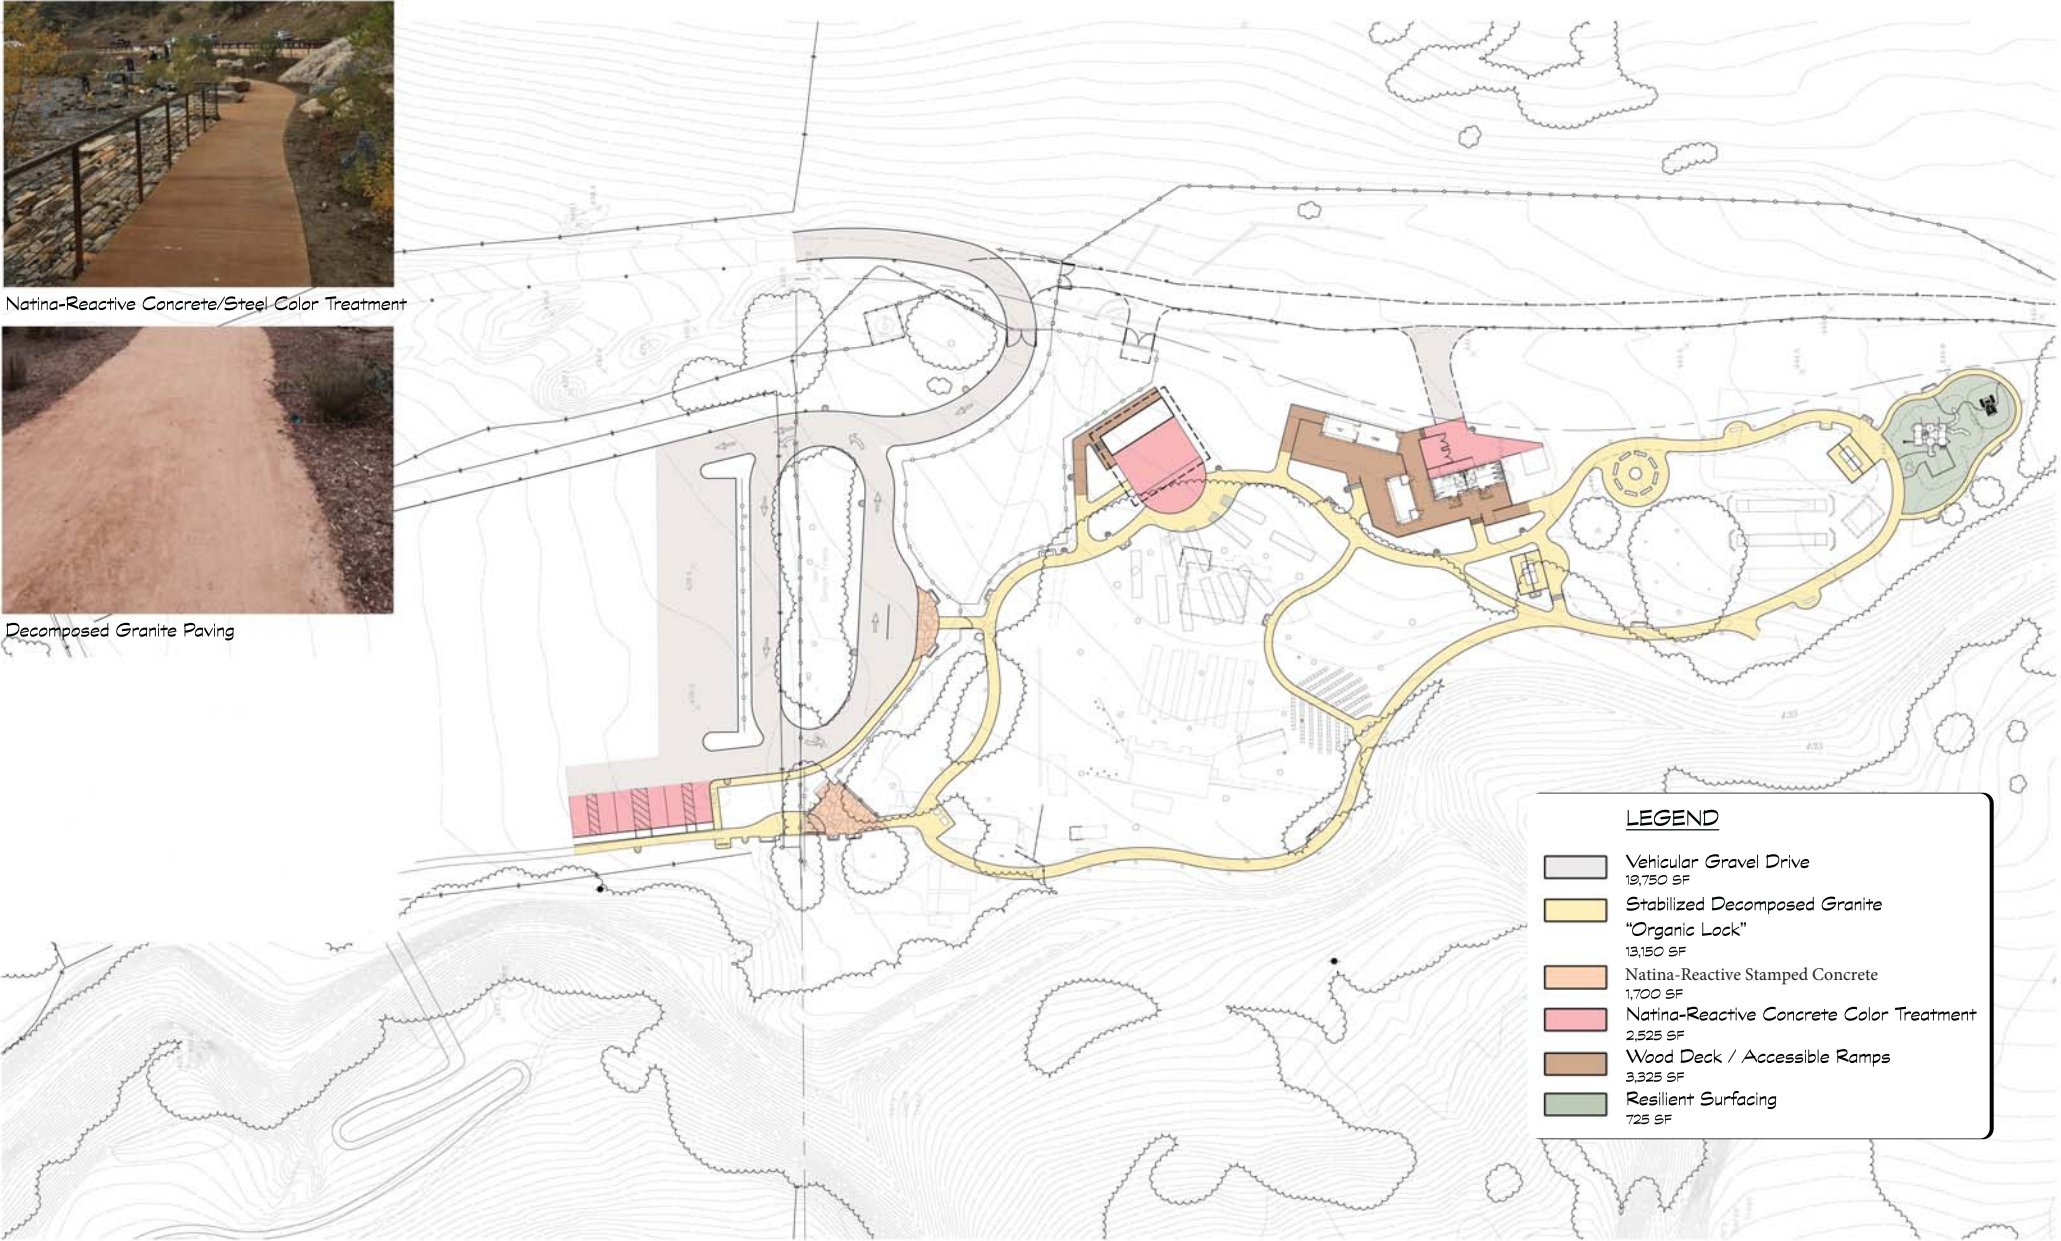 Natina-Reactive Concrete/Steel Color Treatment
Decomposed Granite Paving
LEGEND
Vehicular Gravel Drive
19,750 SF
Stabilized Decomposed Granite
“Organic Lock”
13,150 SF
Natina-Reactive Stamped Concrete
1,700 SF
Natina-Reactive Concrete Color Treatment
2,525 SF
Wood Deck / Accessible Ramps
3,325 SF
Resilient Surfacing
725 SF